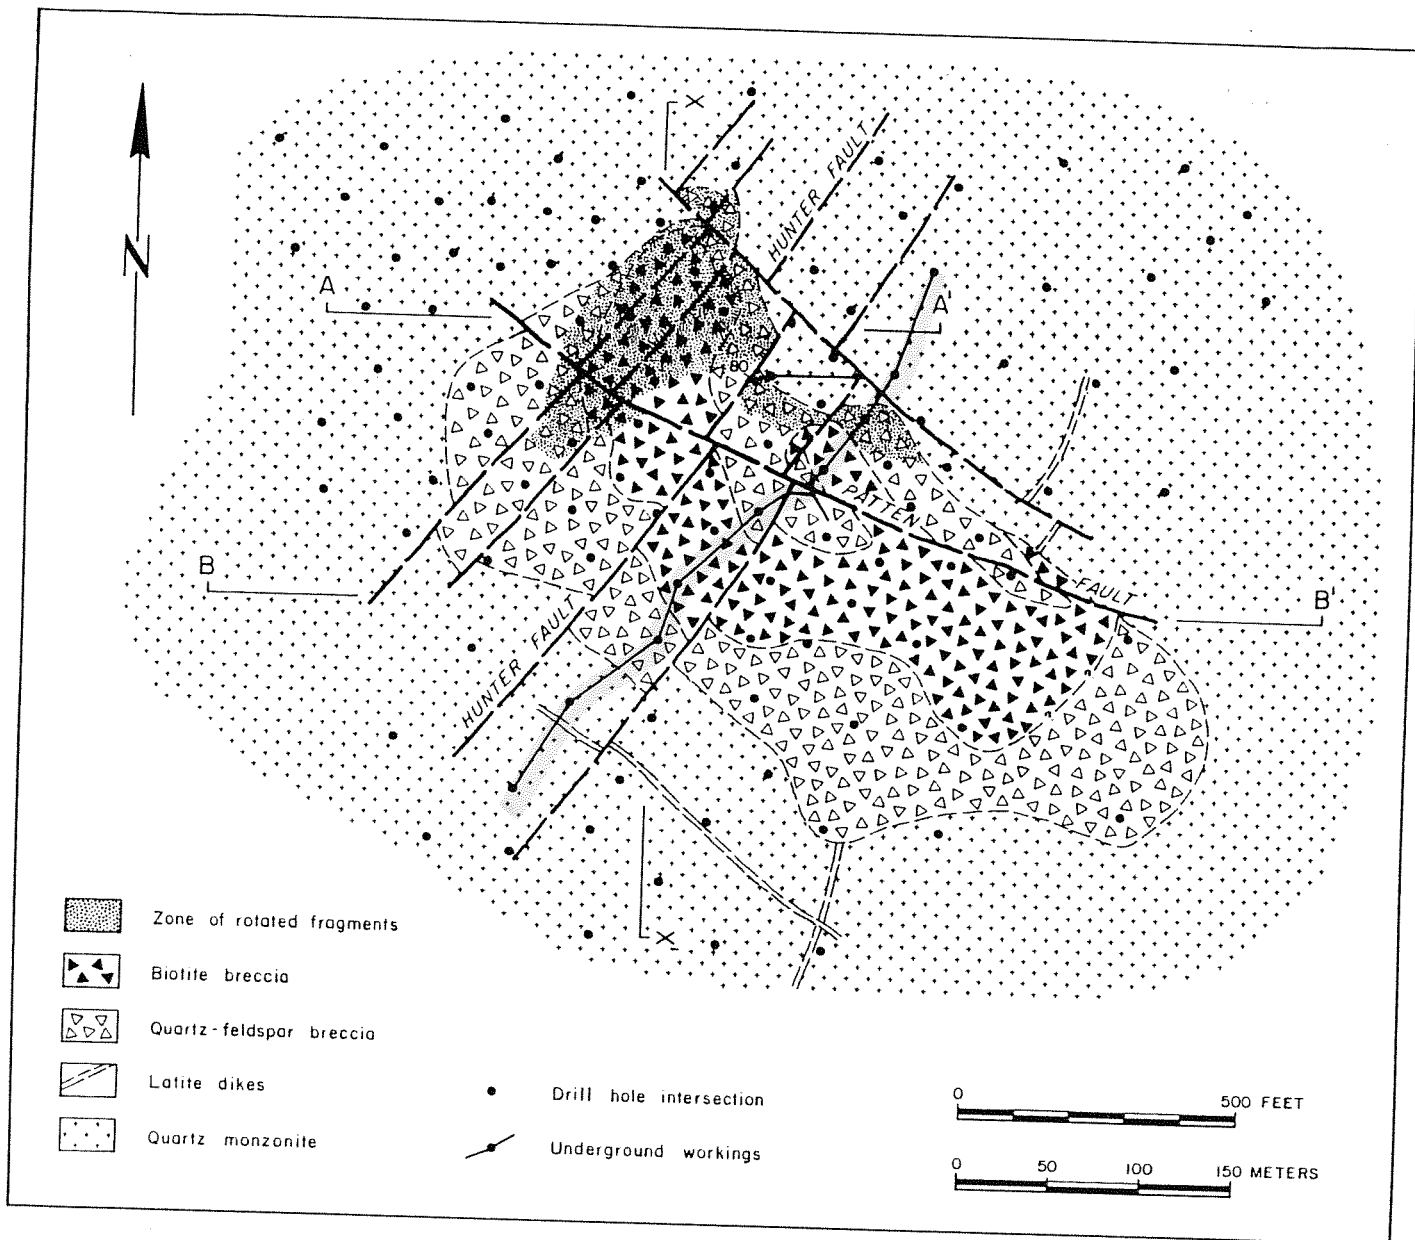 N
X
HUNTER FAULT
A
A'
80
PATTEN FAULT
B
B'
HUNTER FAULT
X
Zone of rotated fragments
Biotite breccia
Quartz-feldspar breccia
Latite dikes
Quartz monzonite
Drill hole intersection
Underground workings
0 500 FEET
0 50 100 150 METERS